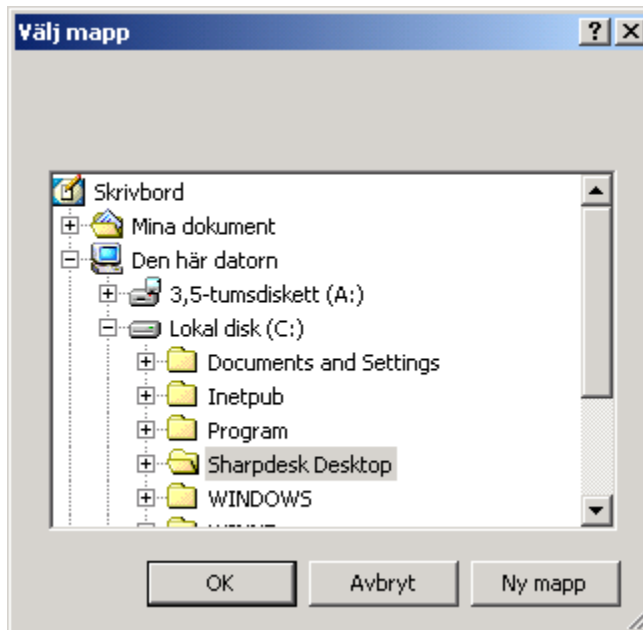 Välj mapp
Skrivbord
Mina dokument
Den här datorn
3,5-tumsdiskett (A:)
Lokal disk (C:)
Documents and Settings
Inetpub
Program
Sharpdesk Desktop
WINDOWS
OK Avbryt Ny mapp